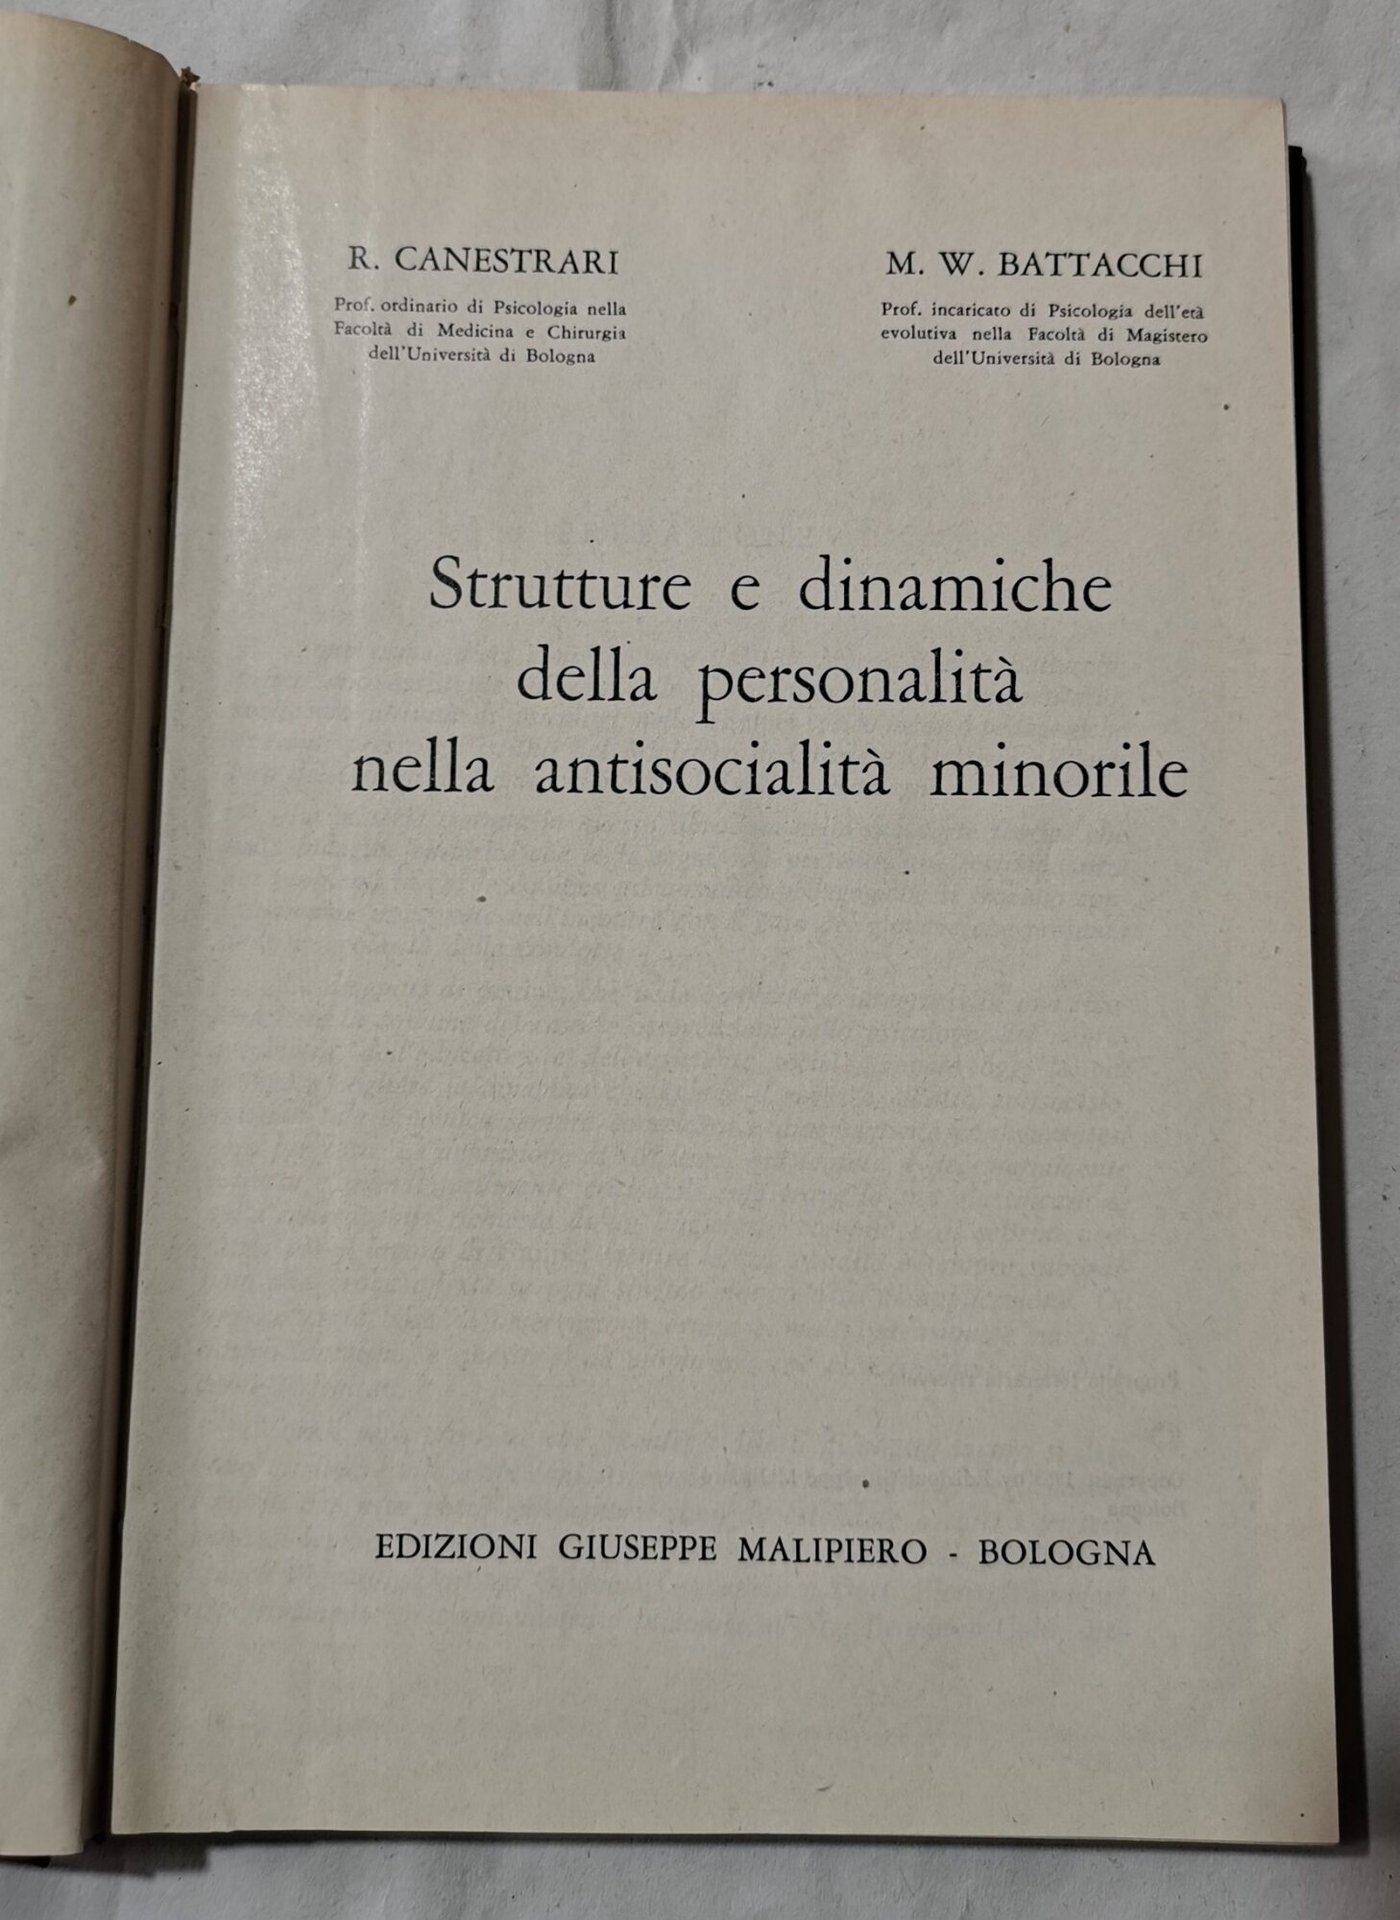 R. CANESTRARI
Prof. ordinario di Psicologia nella
Facoltà di Medicina e Chirurgia
dell'Università di Bologna
M. W. BATTACCHI
Prof. incaricato di Psicologia dell'età
evolutiva nella Facoltà di Magistero
dell'Università di Bologna
Strutture e dinamiche
della personalità
nella antisocialità minorile
EDIZIONI GIUSEPPE MALIPIERO - BOLOGNA